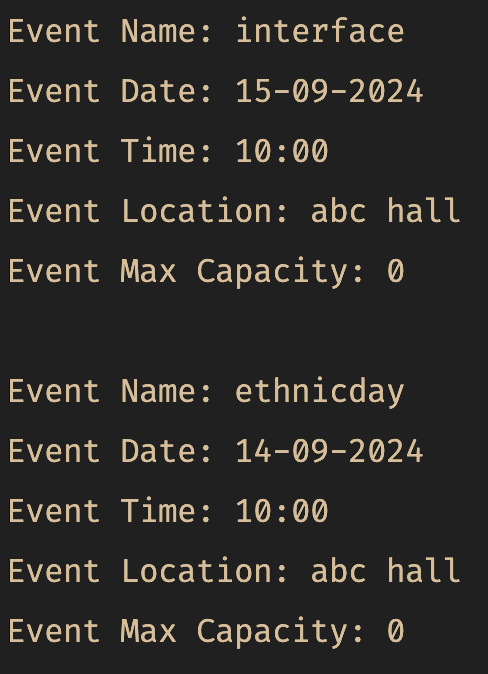 Event Name: interface
Event Date: 15-09-2024
Event Time: 10:00
Event Location: abc hall
Event Max Capacity: 0

Event Name: ethnicday
Event Date: 14-09-2024
Event Time: 10:00
Event Location: abc hall
Event Max Capacity: 0